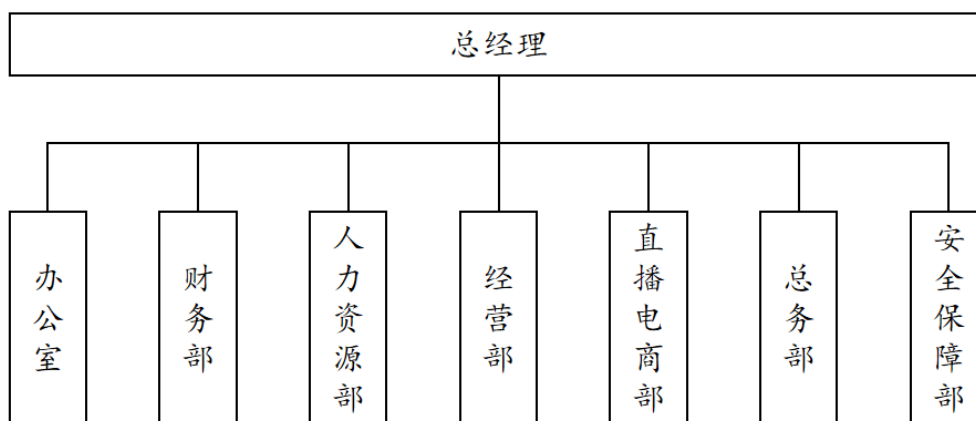 总经理
办公室
财务部
人力资源部
经营部
直播电商部
总务部
安全保障部